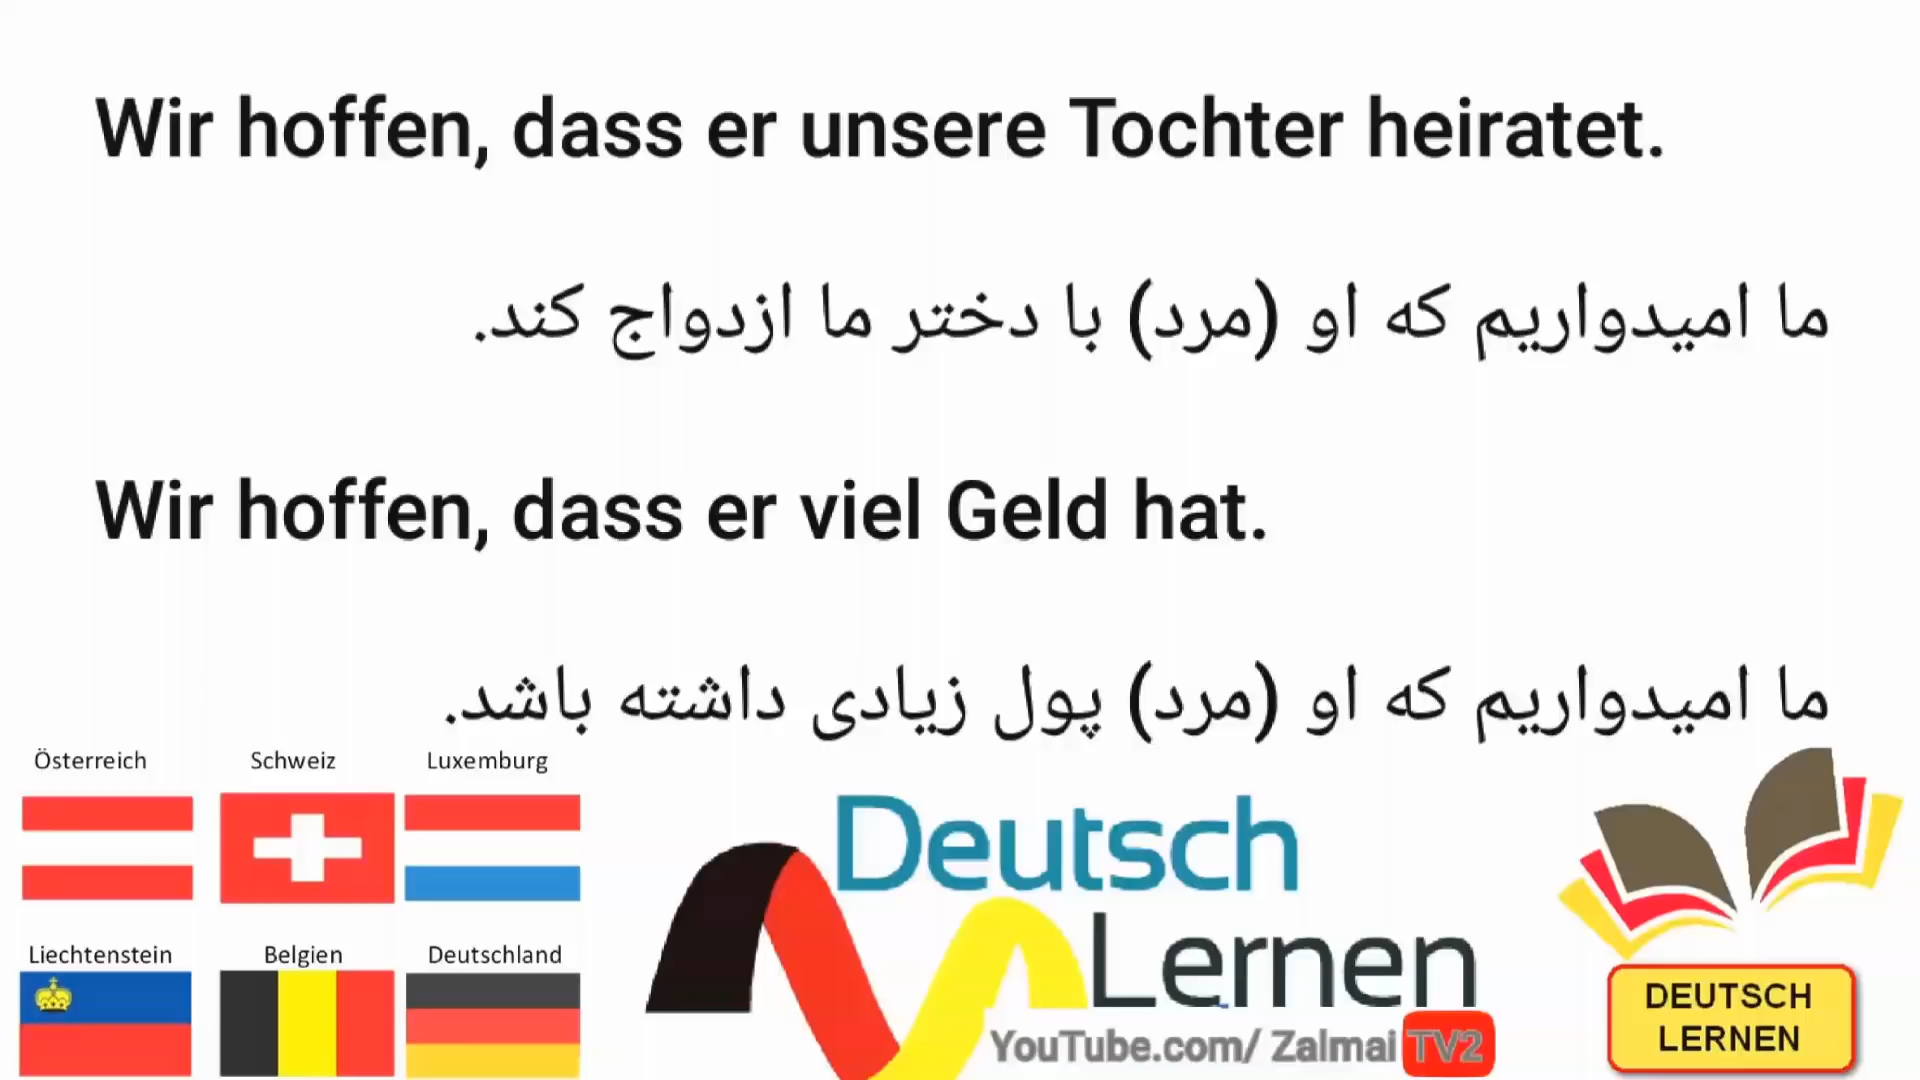 Wir hoffen, dass er unsere Tochter heiratet.
ما امیدواریم که او (مرد) با دختر ما ازدواج کند.
Wir hoffen, dass er viel Geld hat.
ما امیدواریم که او (مرد) پول زیادی داشته باشد.
Österreich Schweiz Luxemburg
Liechtenstein Belgien Deutschland
Deutsch
Lernen
YouTube.com/ Zalmai TV2
DEUTSCH
LERNEN